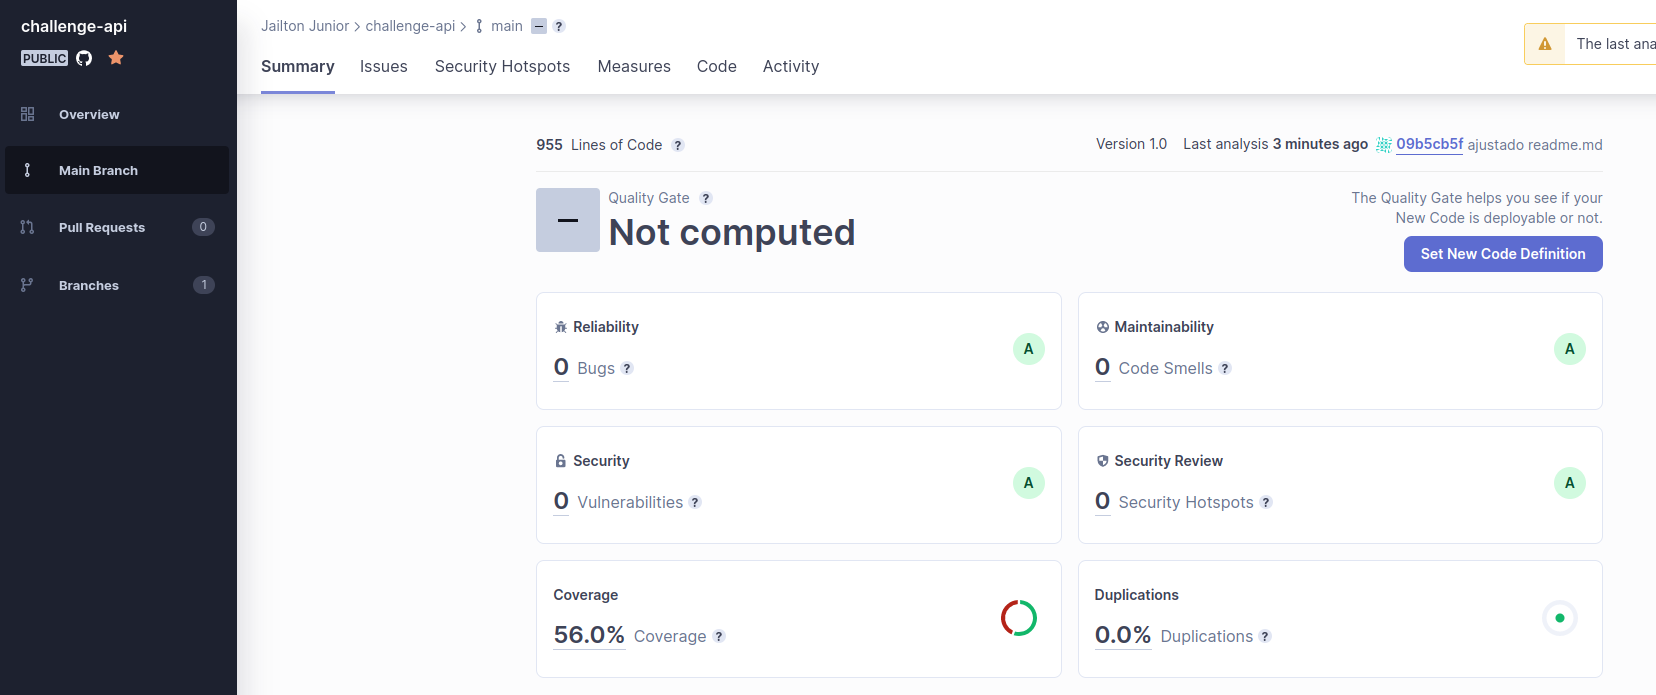 challenge-api
PUBLIC
Overview
Main Branch
Pull Requests 0
Branches 1
Jailton Junior > challenge-api > main – ?
Summary Issues Security Hotspots Measures Code Activity
The last ana
955 Lines of Code ?
Version 1.0 Last analysis 3 minutes ago 09b5cb5f ajustado readme.md
Quality Gate ?
Not computed
The Quality Gate helps you see if your
New Code is deployable or not.
Set New Code Definition
Reliability
0 Bugs ?
A
Maintainability
0 Code Smells ?
A
Security
0 Vulnerabilities ?
A
Security Review
0 Security Hotspots ?
A
Coverage
56.0% Coverage ?
Duplications
0.0% Duplications ?